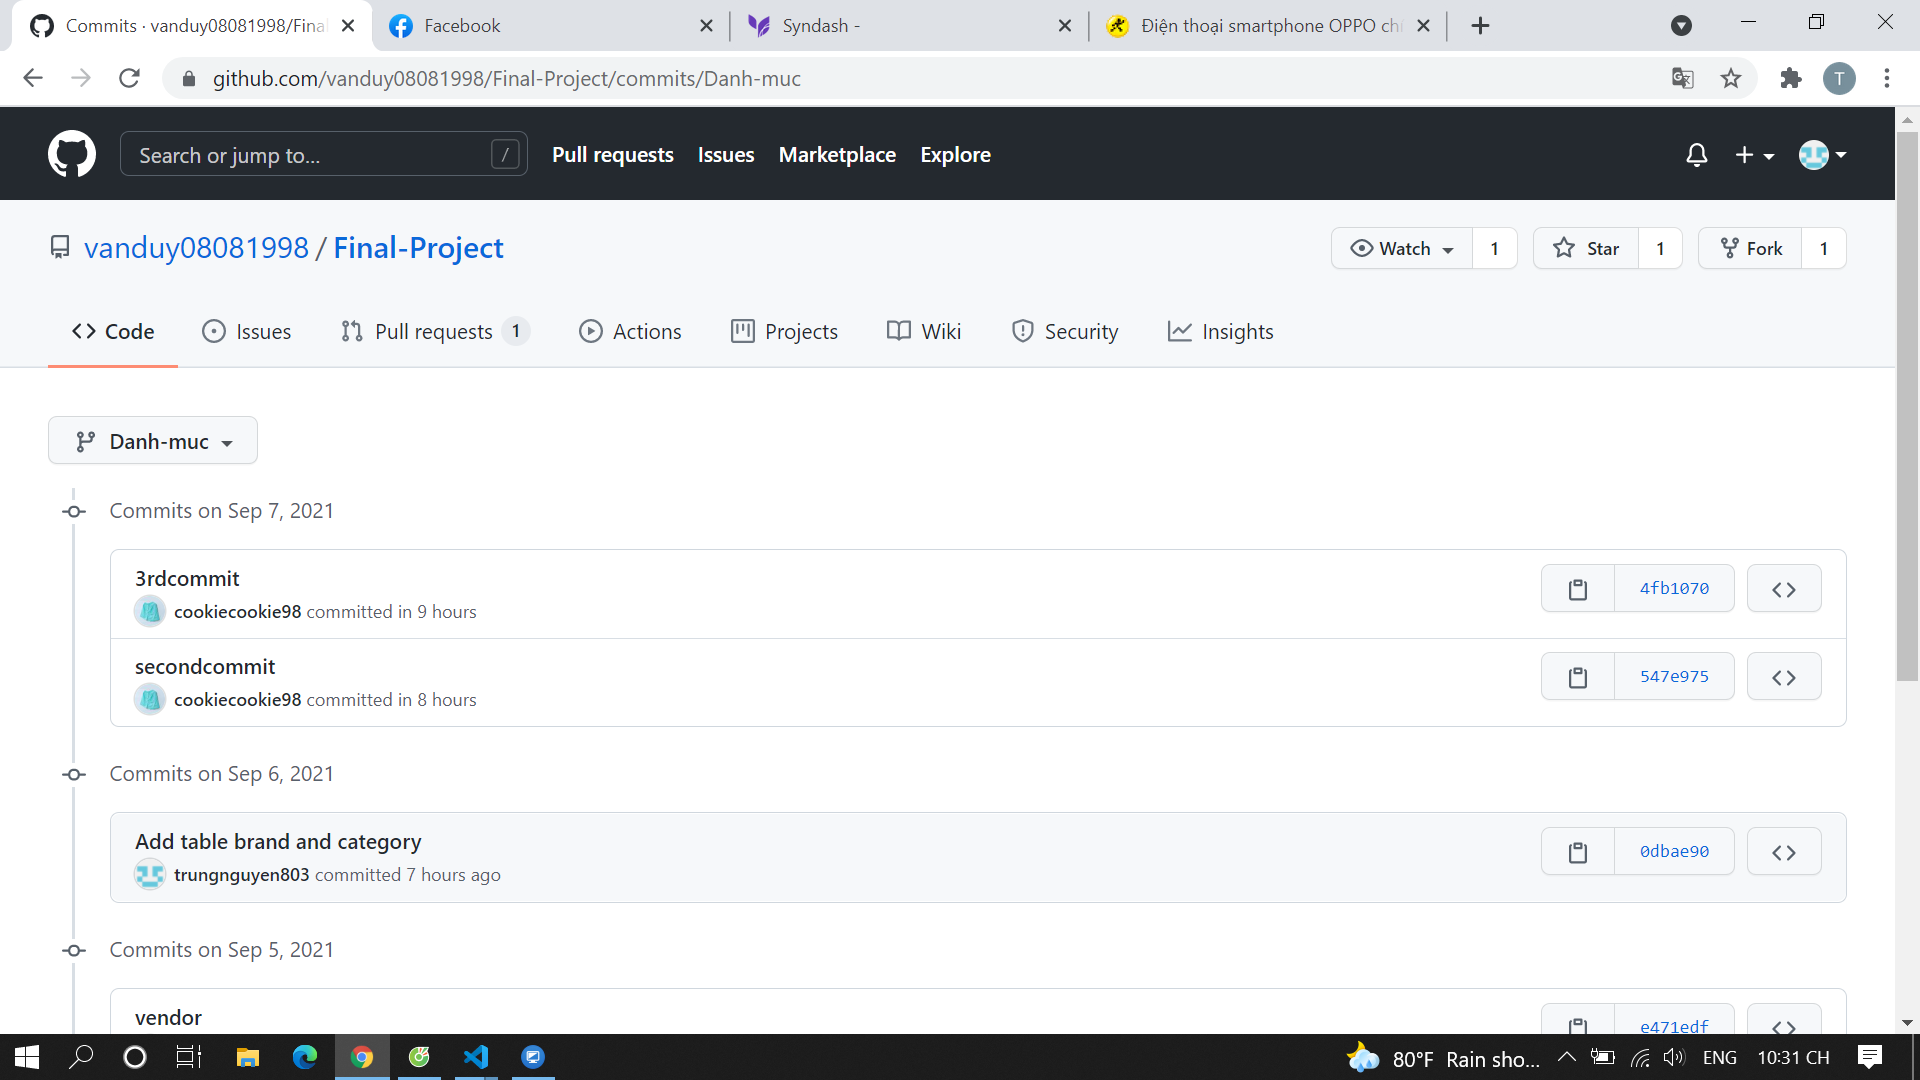 Commits · vanduy08081998/Fina
Facebook
Syndash -
Điện thoại smartphone OPPO chí
github.com/vanduy08081998/Final-Project/commits/Danh-muc
T
Search or jump to...
/
Pull requests
Issues
Marketplace
Explore
vanduy08081998 / Final-Project
Watch 1
Star 1
Fork 1
Code
Issues
Pull requests 1
Actions
Projects
Wiki
Security
Insights
Danh-muc
Commits on Sep 7, 2021
3rdcommit
4fb1070
cookiecookie98 committed in 9 hours
secondcommit
547e975
cookiecookie98 committed in 8 hours
Commits on Sep 6, 2021
Add table brand and category
0dbae90
trungnguyen803 committed 7 hours ago
Commits on Sep 5, 2021
vendor
e471edf
80°F Rain sho...
ENG
10:31 CH